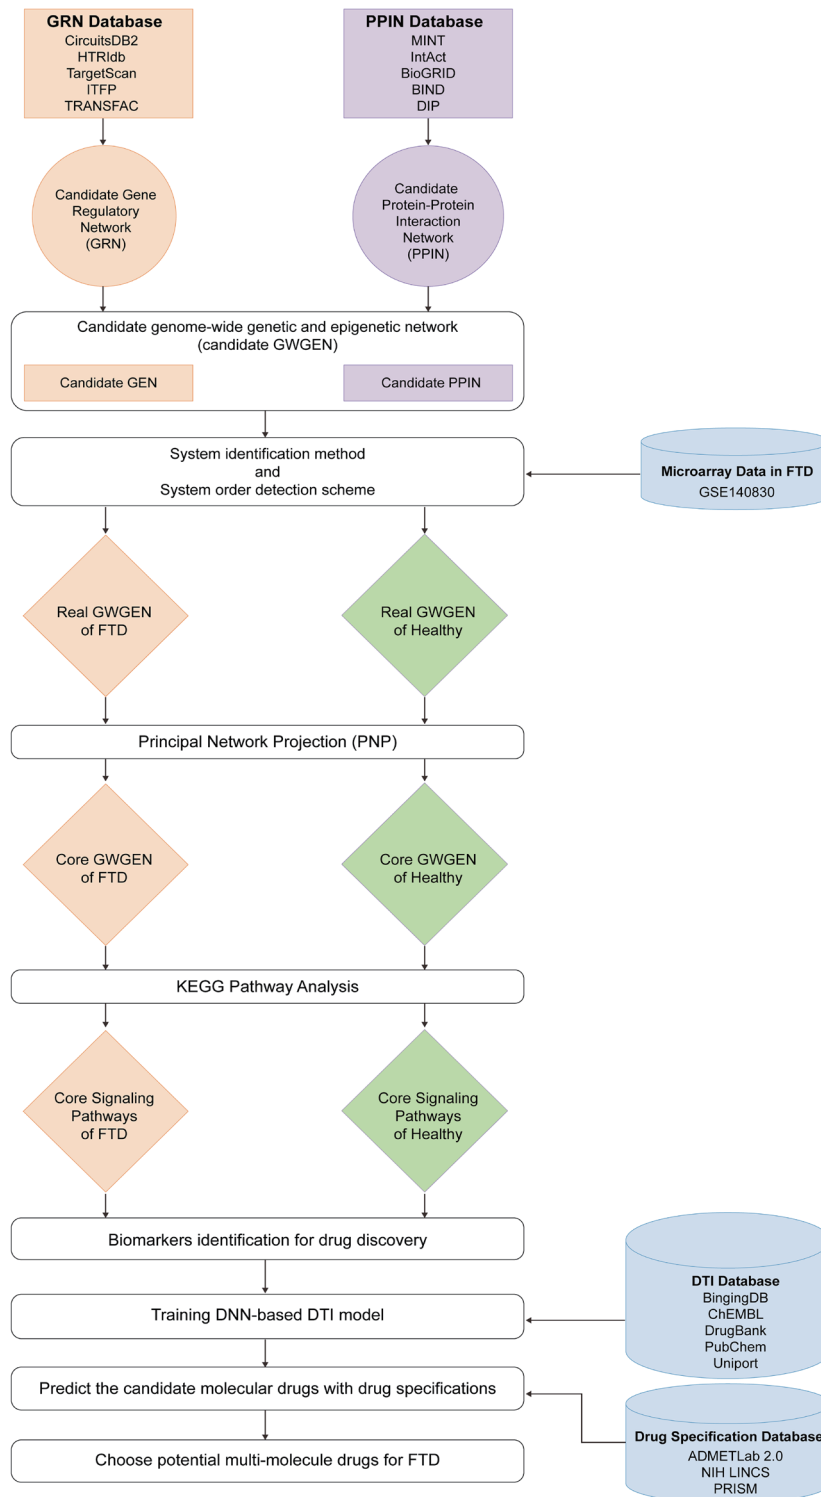 GRN Database
CircuitsDB2
HTRIdb
TargetScan
ITFP
TRANSFAC
PPIN Database
MINT
IntAct
BioGRID
BIND
DIP
Candidate Gene
Regulatory
Network
(GRN)
Candidate
Protein-Protein
Interaction
Network
(PPIN)
Candidate genome-wide genetic and epigenetic network
(candidate GWGEN)
Candidate GEN
Candidate PPIN
System identification method
and
System order detection scheme
Microarray Data in FTD
GSE140830
Real GWGEN
of FTD
Real GWGEN
of Healthy
Principal Network Projection (PNP)
Core GWGEN
of FTD
Core GWGEN
of Healthy
KEGG Pathway Analysis
Core Signaling
Pathways
of FTD
Core Signaling
Pathways
of Healthy
Biomarkers identification for drug discovery
Training DNN-based DTI model
DTI Database
BingingDB
ChEMBL
DrugBank
PubChem
Uniport
Predict the candidate molecular drugs with drug specifications
Drug Specification Database
ADMETLab 2.0
NIH LINCS
PRISM
Choose potential multi-molecule drugs for FTD